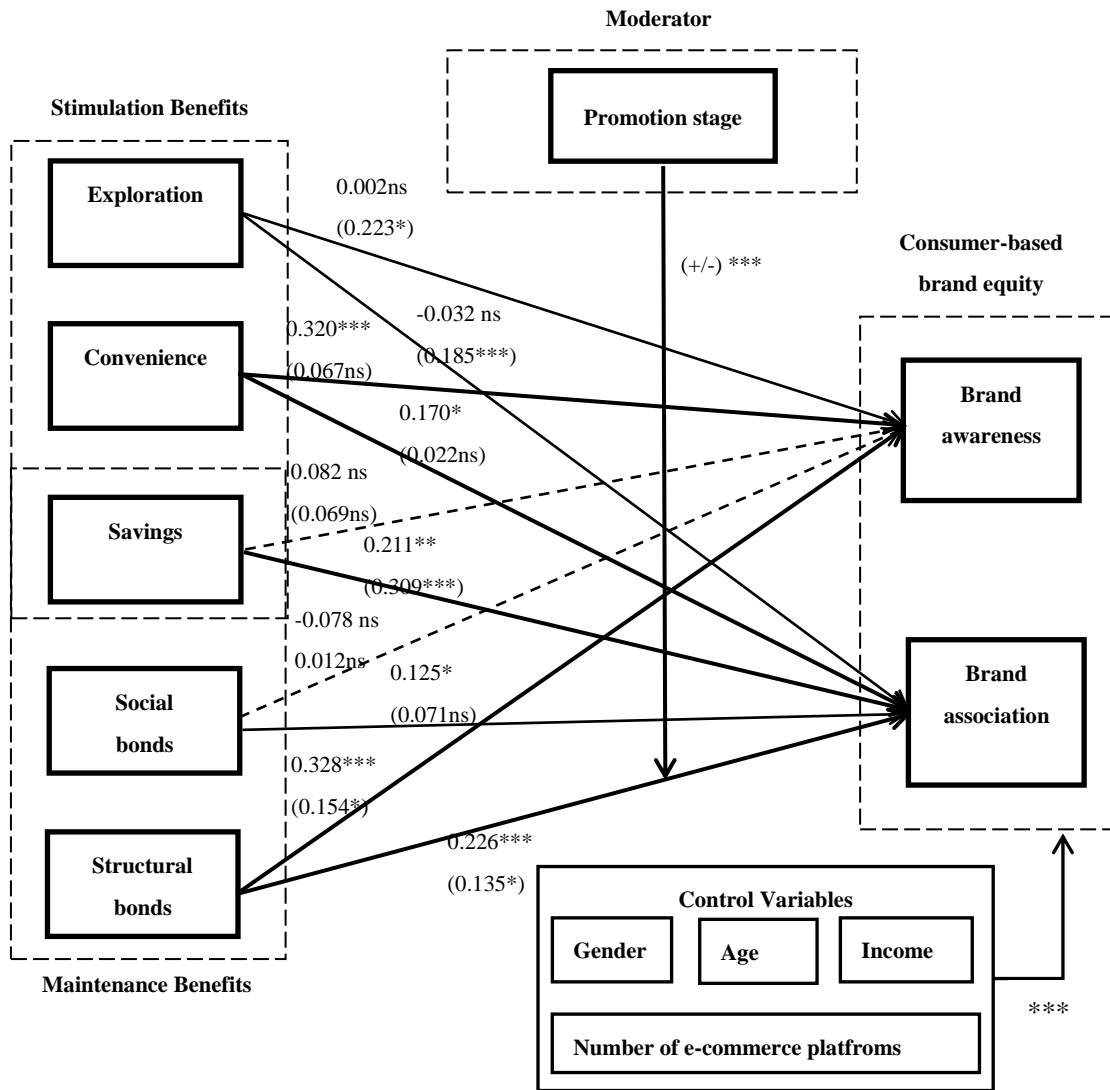 Moderator
Promotion stage
Stimulation Benefits
Exploration
0.002ns
(0.223*)
(+/-) ***
Consumer-based
brand equity
Convenience
0.320***
(0.067ns)
-0.032 ns
(0.185***)
0.170*
(0.022ns)
Brand
awareness
Savings
0.082 ns
(0.069ns)
0.211**
(0.309***)
Social
bonds
-0.078 ns
0.012ns
0.125*
(0.071ns)
Brand
association
Structural
bonds
0.328***
(0.154*)
0.226***
(0.135*)
Maintenance Benefits
Control Variables
Gender
Age
Income
Number of e-commerce platfroms
***